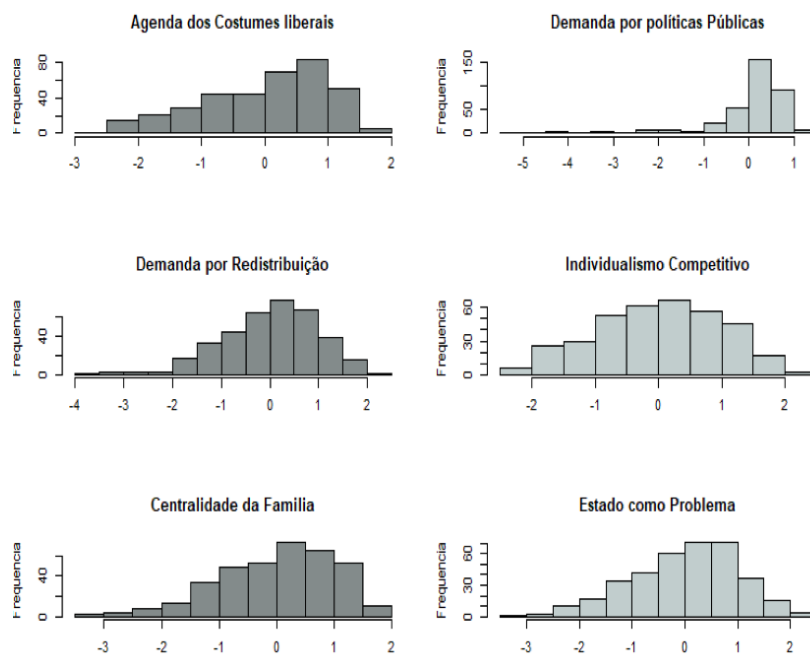 Agenda dos Costumes liberais
Frequencia
0 40 80
-3 -2 -1 0 1 2
Demanda por políticas Públicas
Frequencia
0 50 150
-5 -4 -3 -2 -1 0 1
Demanda por Redistribuição
Frequencia
0 40
-4 -3 -2 -1 0 1 2
Individualismo Competitivo
Frequencia
0 30 60
-2 -1 0 1 2
Centralidade da Familia
Frequencia
0 40
-3 -2 -1 0 1 2
Estado como Problema
Frequencia
0 30 60
-3 -2 -1 0 1 2